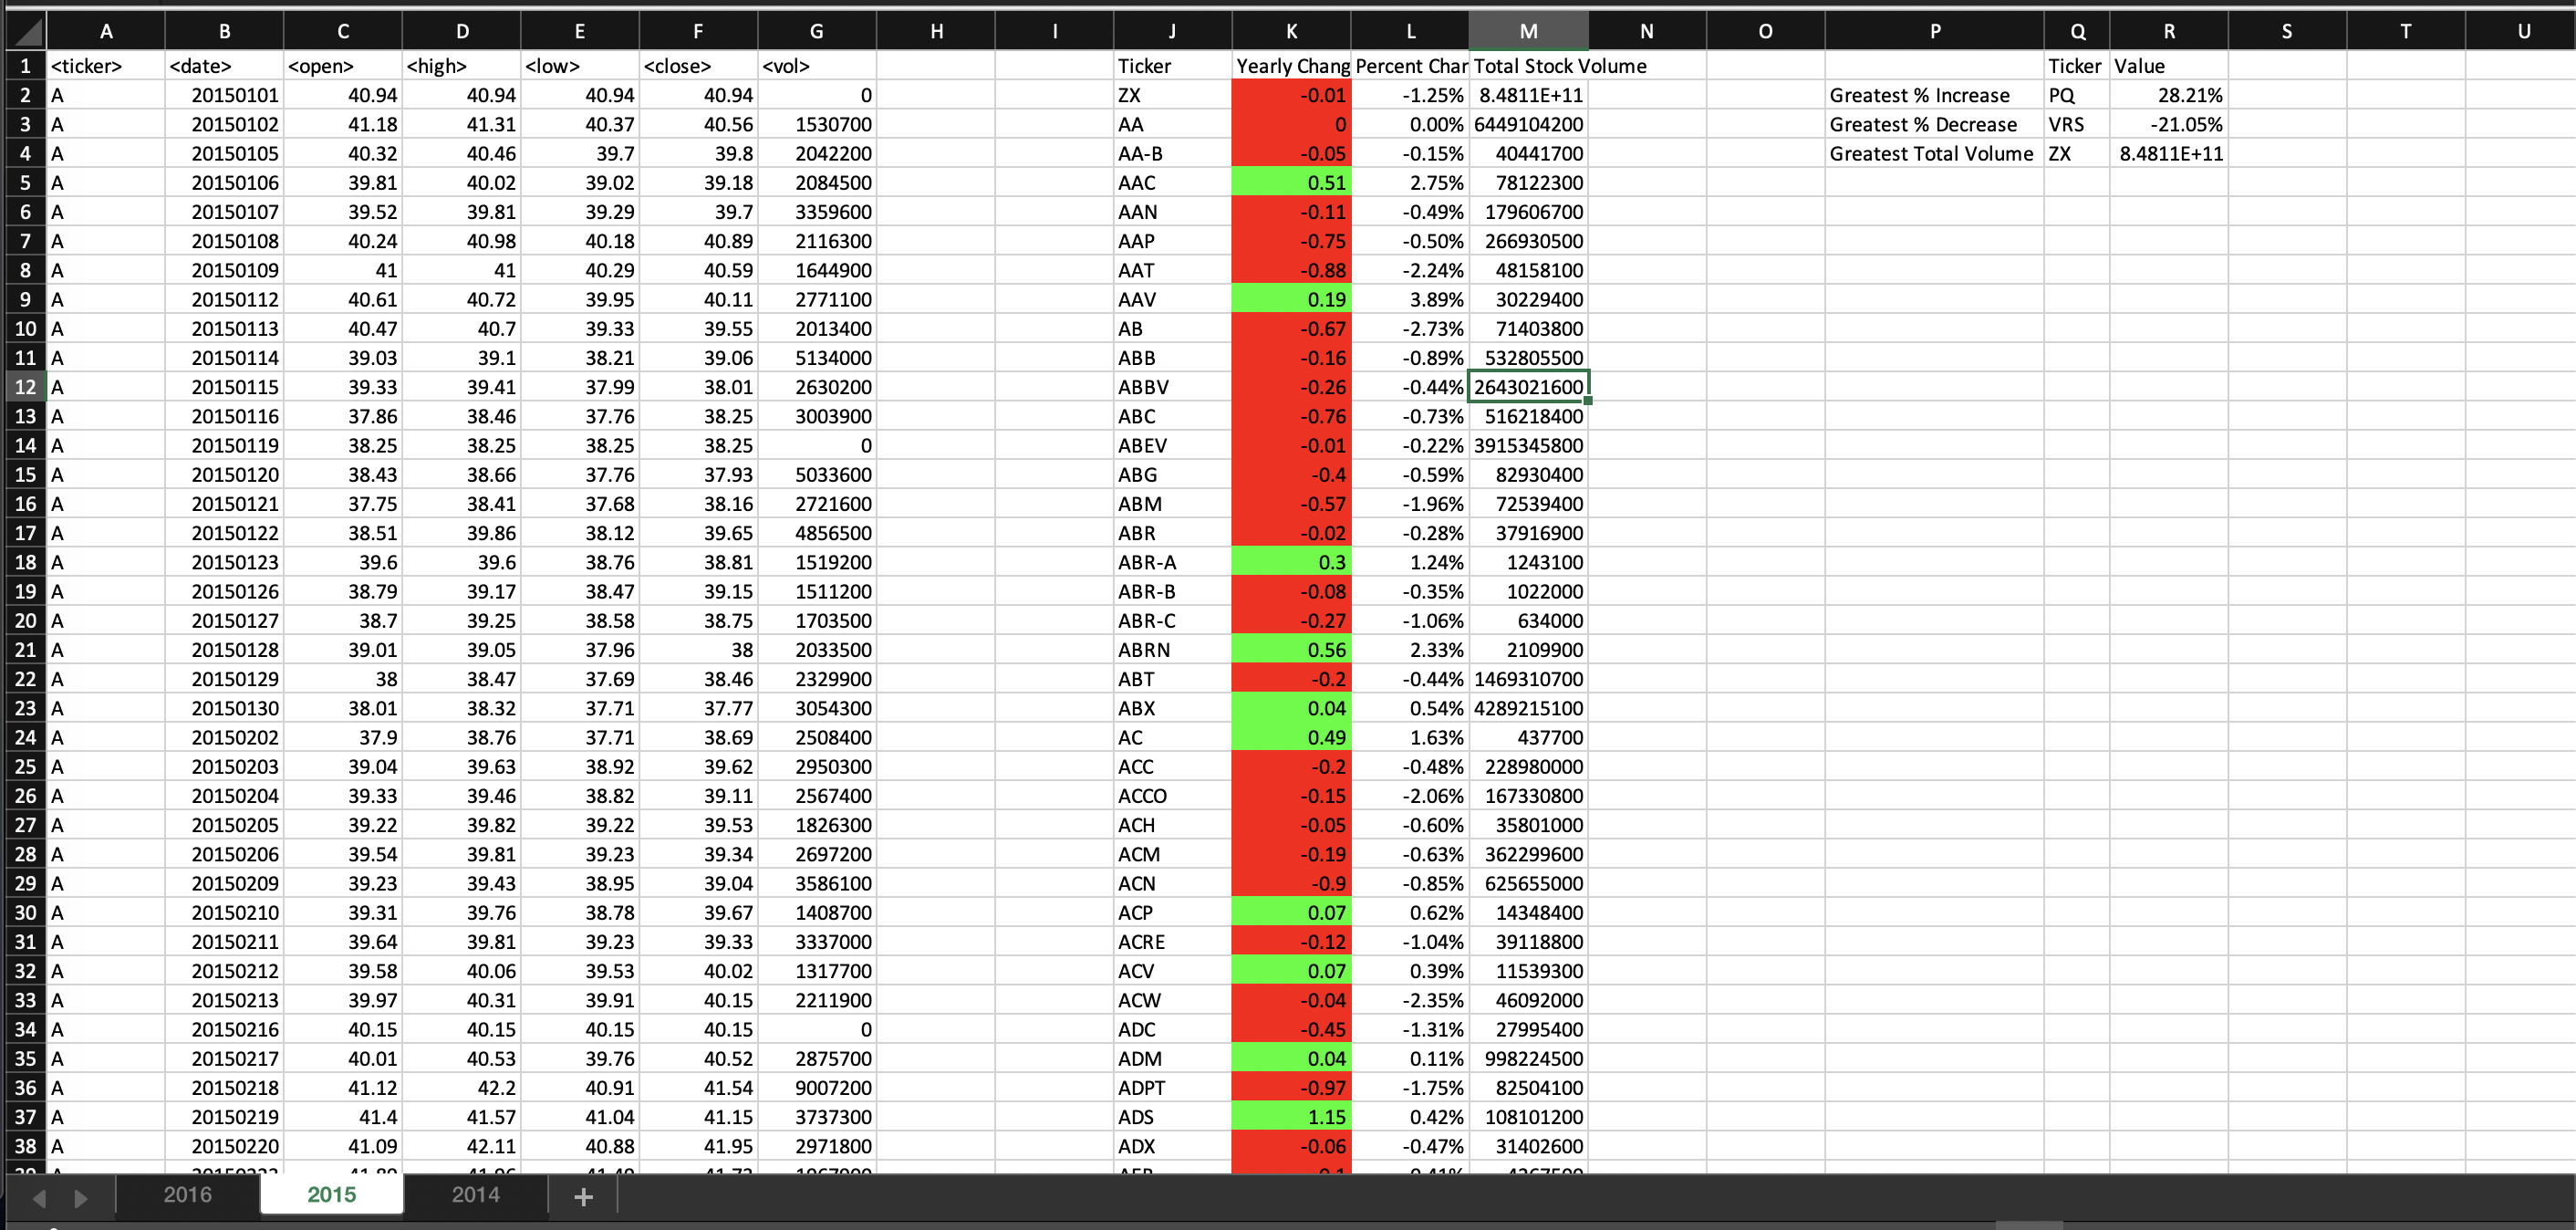 A B C D E F G H I J K L M N O P Q R S T U
1 <ticker> <date> <open> <high> <low> <close> <vol> Ticker Yearly Chang Percent Char Total Stock Volume Ticker Value
2 A 20150101 40.94 40.94 40.94 40.94 0 ZX -0.01 -1.25% 8.4811E+11 Greatest % Increase PQ 28.21%
3 A 20150102 41.18 41.31 40.37 40.56 1530700 AA 0 0.00% 6449104200 Greatest % Decrease VRS -21.05%
4 A 20150105 40.32 40.46 39.7 39.8 2042200 AA-B -0.05 -0.15% 40441700 Greatest Total Volume ZX 8.4811E+11
5 A 20150106 39.81 40.02 39.02 39.18 2084500 AAC 0.51 2.75% 78122300
6 A 20150107 39.52 39.81 39.29 39.7 3359600 AAN -0.11 -0.49% 179606700
7 A 20150108 40.24 40.98 40.18 40.89 2116300 AAP -0.75 -0.50% 266930500
8 A 20150109 41 41 40.29 40.59 1644900 AAT -0.88 -2.24% 48158100
9 A 20150112 40.61 40.72 39.95 40.11 2771100 AAV 0.19 3.89% 30229400
10 A 20150113 40.47 40.7 39.33 39.55 2013400 AB -0.67 -2.73% 71403800
11 A 20150114 39.03 39.1 38.21 39.06 5134000 ABB -0.16 -0.89% 532805500
12 A 20150115 39.33 39.41 37.99 38.01 2630200 ABBV -0.26 -0.44% 2643021600
13 A 20150116 37.86 38.46 37.76 38.25 3003900 ABC -0.76 -0.73% 516218400
14 A 20150119 38.25 38.25 38.25 38.25 0 ABEV -0.01 -0.22% 3915345800
15 A 20150120 38.43 38.66 37.76 37.93 5033600 ABG -0.4 -0.59% 82930400
16 A 20150121 37.75 38.41 37.68 38.16 2721600 ABM -0.57 -1.96% 72539400
17 A 20150122 38.51 39.86 38.12 39.65 4856500 ABR -0.02 -0.28% 37916900
18 A 20150123 39.6 39.6 38.76 38.81 1519200 ABR-A 0.3 1.24% 1243100
19 A 20150126 38.79 39.17 38.47 39.15 1511200 ABR-B -0.08 -0.35% 1022000
20 A 20150127 38.7 39.25 38.58 38.75 1703500 ABR-C -0.27 -1.06% 634000
21 A 20150128 39.01 39.05 37.96 38 2033500 ABRN 0.56 2.33% 2109900
22 A 20150129 38 38.47 37.69 38.46 2329900 ABT -0.2 -0.44% 1469310700
23 A 20150130 38.01 38.32 37.71 37.77 3054300 ABX 0.04 0.54% 4289215100
24 A 20150202 37.9 38.76 37.71 38.69 2508400 AC 0.49 1.63% 437700
25 A 20150203 39.04 39.63 38.92 39.62 2950300 ACC -0.2 -0.48% 228980000
26 A 20150204 39.33 39.46 38.82 39.11 2567400 ACCO -0.15 -2.06% 167330800
27 A 20150205 39.22 39.82 39.22 39.53 1826300 ACH -0.05 -0.60% 35801000
28 A 20150206 39.54 39.81 39.23 39.34 2697200 ACM -0.19 -0.63% 362299600
29 A 20150209 39.23 39.43 38.95 39.04 3586100 ACN -0.9 -0.85% 625655000
30 A 20150210 39.31 39.76 38.78 39.67 1408700 ACP 0.07 0.62% 14348400
31 A 20150211 39.64 39.81 39.23 39.33 3337000 ACRE -0.12 -1.04% 39118800
32 A 20150212 39.58 40.06 39.53 40.02 1317700 ACV 0.07 0.39% 11539300
33 A 20150213 39.97 40.31 39.91 40.15 2211900 ACW -0.04 -2.35% 46092000
34 A 20150216 40.15 40.15 40.15 40.15 0 ADC -0.45 -1.31% 27995400
35 A 20150217 40.01 40.53 39.76 40.52 2875700 ADM 0.04 0.11% 998224500
36 A 20150218 41.12 42.2 40.91 41.54 9007200 ADPT -0.97 -1.75% 82504100
37 A 20150219 41.4 41.57 41.04 41.15 3737300 ADS 1.15 0.42% 108101200
38 A 20150220 41.09 42.11 40.88 41.95 2971800 ADX -0.06 -0.47% 31402600
2016 2015 2014 +